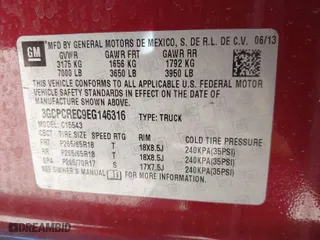 GM
MFD BY GENERAL MOTORS DE MEXICO, S. DE R.L. DE C.V. 06/13
GVWR GAWR FRT GAWR RR
3175 KG 1656 KG 1792 KG
7000 LB 3650 LB 3950 LB
THIS VEHICLE CONFORMS TO ALL APPLICABLE U.S. FEDERAL MOTOR
VEHICLE SAFETY STANDARDS IN EFFECT ON THE DATE OF
MANUFACTURE SHOWN ABOVE.
3GCPCREC9EG146316 TYPE: TRUCK
MODEL: C15543
TIRE SIZE SPEED RIM COLD TIRE PRESSURE
FRT P265/65R18 T 18X8.5J 240KPA(35PSI)
RR P265/65R18 T 18X8.5J 240KPA(35PSI)
SPA P265/70R17 S 17X7.5J 240KPA(35PSI)
SEE OWNER'S MANUAL FOR ADDITIONAL INFORMATION.
DREAMBID